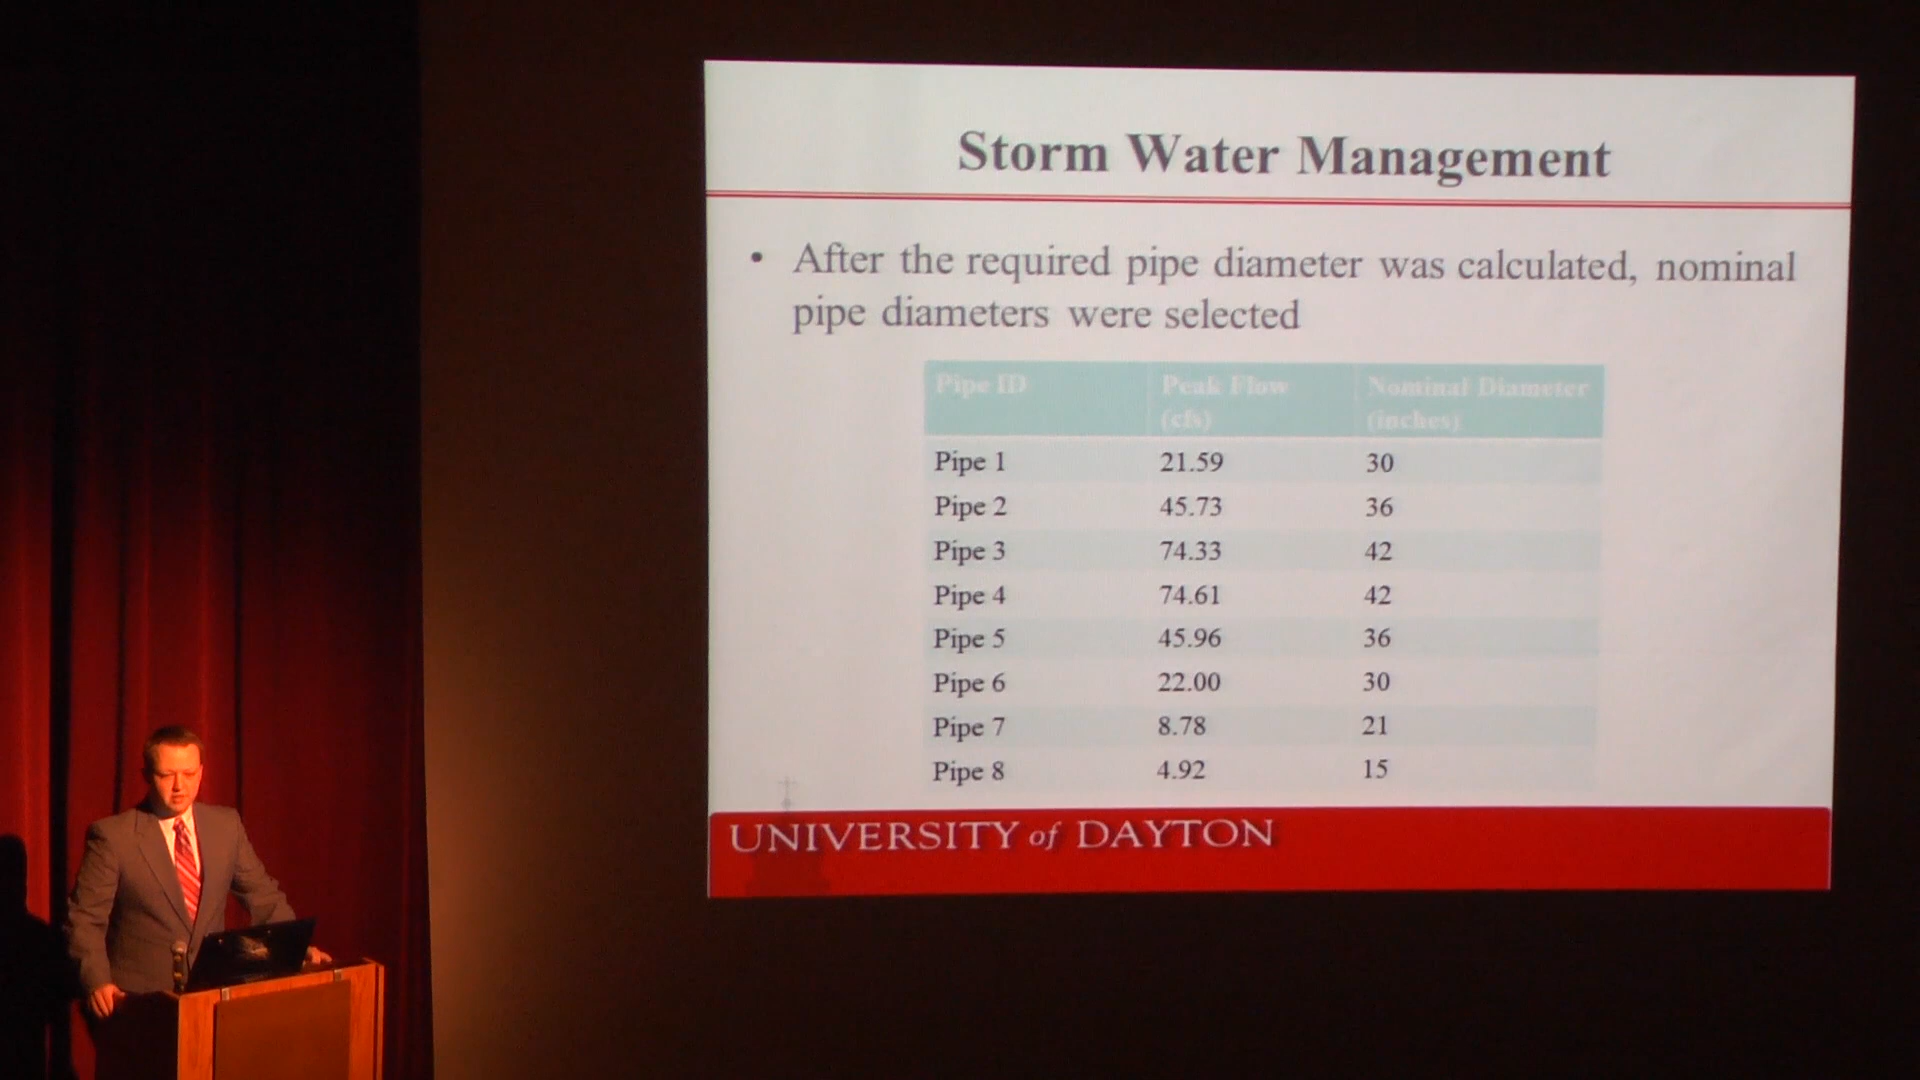 Storm Water Management
• After the required pipe diameter was calculated, nominal
pipe diameters were selected
Pipe ID Peak Flow (cfs) Nominal Diameter (inches)
Pipe 1 21.59 30
Pipe 2 45.73 36
Pipe 3 74.33 42
Pipe 4 74.61 42
Pipe 5 45.96 36
Pipe 6 22.00 30
Pipe 7 8.78 21
Pipe 8 4.92 15
UNIVERSITY of DAYTON